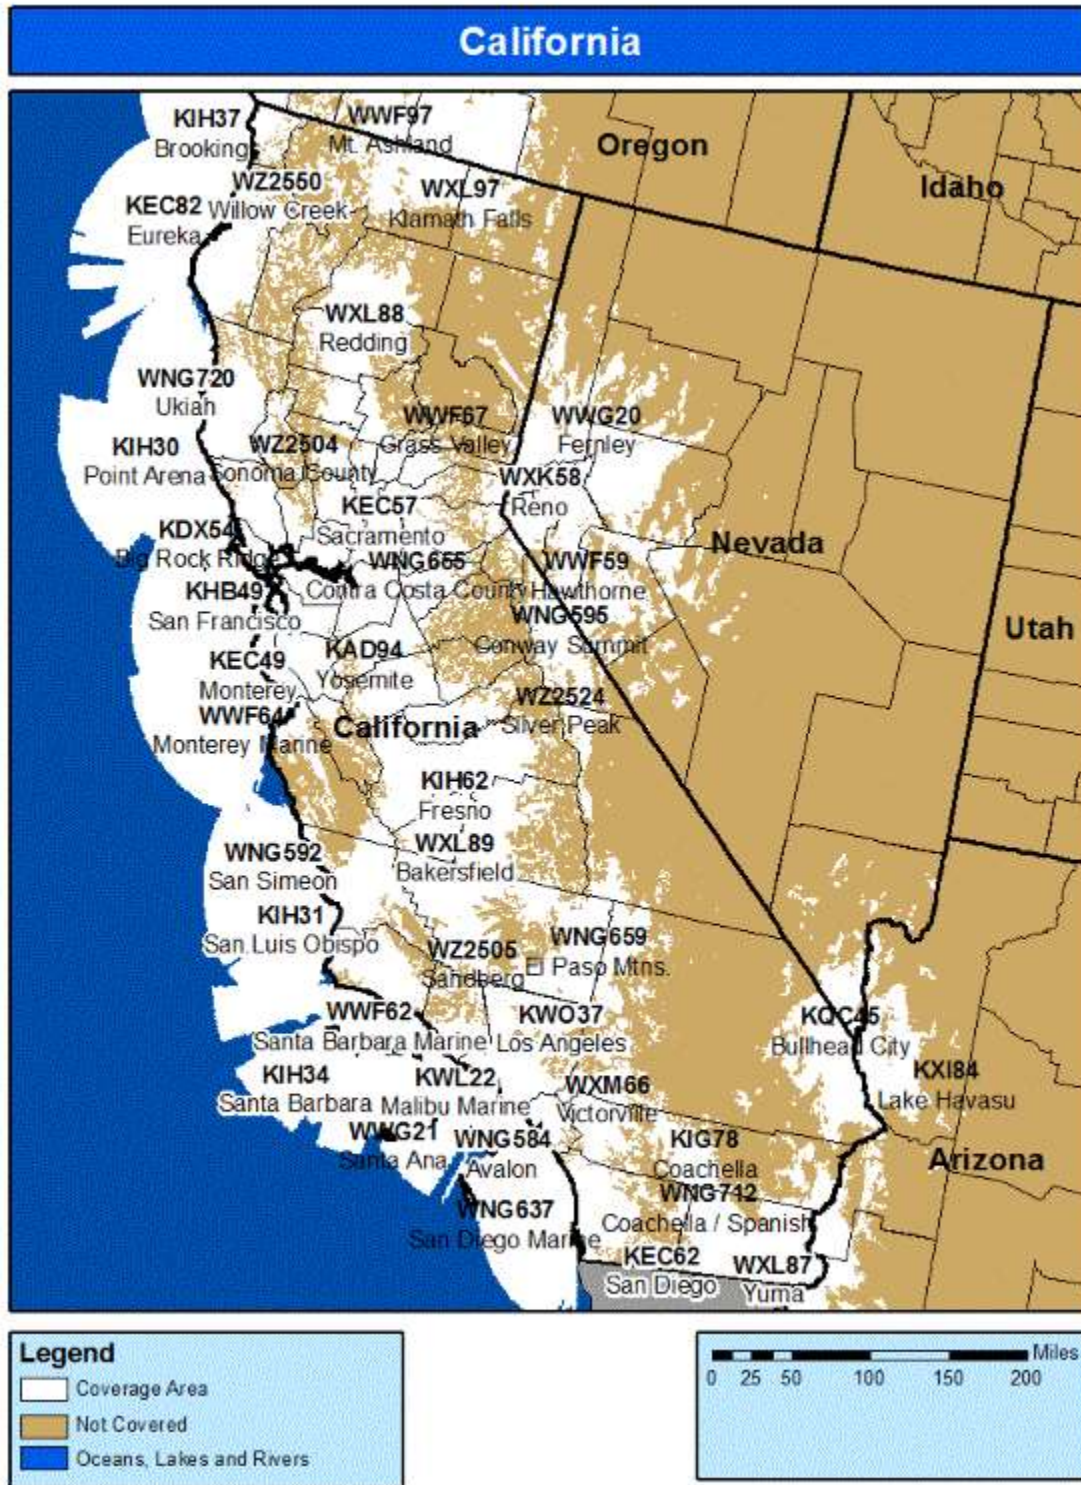 California
KIH37
Brooking
WWF97
Mt. Ashland
Oregon
Idaho
WZ2550
Willow Creek
WXL97
Klamath Falls
KEC82
Eureka
WXL88
Redding
WNG720
Ukiah
WWF67
Grass Valley
WWG20
Fernley
KIH30
Point Arena
WZ2504
Sonoma County
WXK58
Reno
KEC57
Sacramento
KDX54
Big Rock Ridge
WNG655
Contra Costa County
WWF59
Hawthorne
Nevada
KHB49
San Francisco
WNG595
Conway Summit
Utah
KEC49
Monterey
KAD94
Yosemite
WWF64
Monterey Marine
California
WZ2524
Silver Peak
KIH62
Fresno
WNG592
San Simeon
WXL89
Bakersfield
KIH31
San Luis Obispo
WZ2505
Sandberg
WNG659
El Paso Mtns.
WWF62
Santa Barbara Marine
KWO37
Los Angeles
KQC45
Bullhead City
KIH34
Santa Barbara
KWL22
Malibu Marine
WXM66
Victorville
KXI84
Lake Havasu
WWG21
Santa Ana
WNG584
Avalon
KIG78
Coachella
Arizona
WNG637
San Diego Marine
WNG712
Coachella / Spanish
KEC62
San Diego
WXL87
Yuma
Legend
Coverage Area
Not Covered
Oceans, Lakes and Rivers
Miles
0 25 50 100 150 200